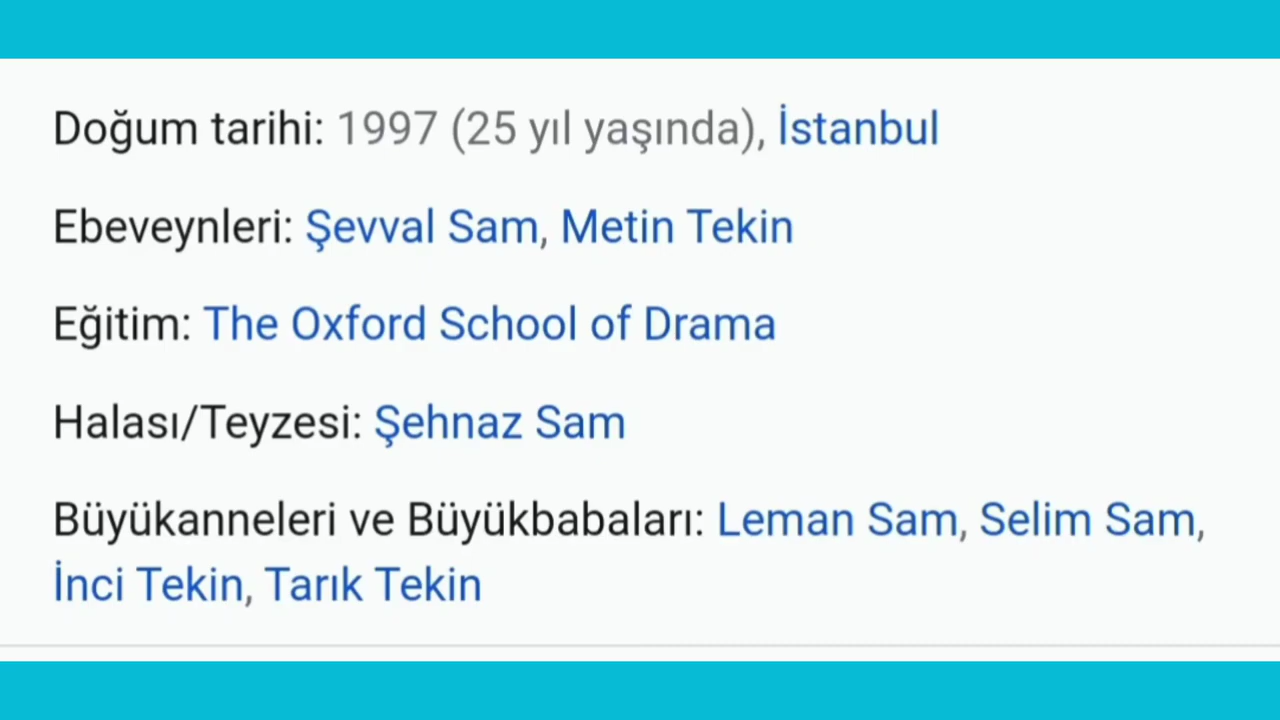 Doğum tarihi: 1997 (25 yıl yaşında), İstanbul
Ebeveynleri: Şevval Sam, Metin Tekin
Eğitim: The Oxford School of Drama
Halası/Teyzesi: Şehnaz Sam
Büyükanneleri ve Büyükbabaları: Leman Sam, Selim Sam,
İnci Tekin, Tarık Tekin